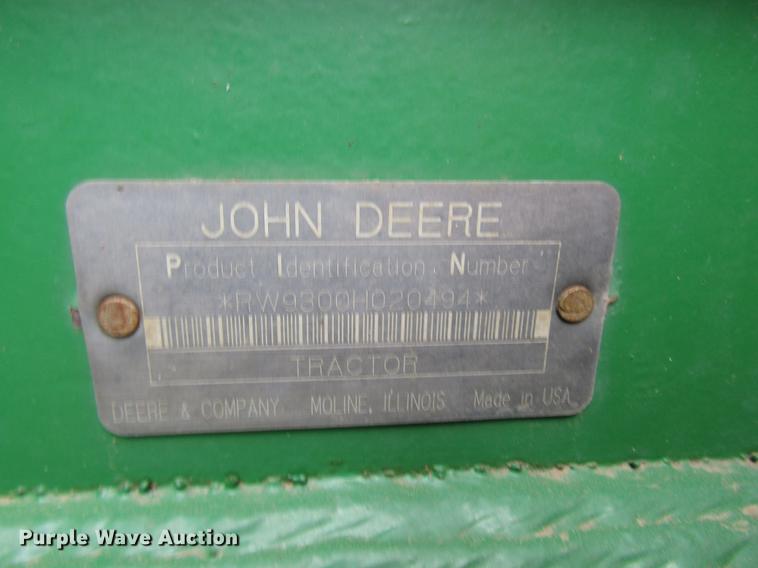 JOHN DEERE
Product Identification Number
*RW9300H020494*
TRACTOR
DEERE & COMPANY MOLINE, ILLINOIS Made in USA
Purple Wave Auction